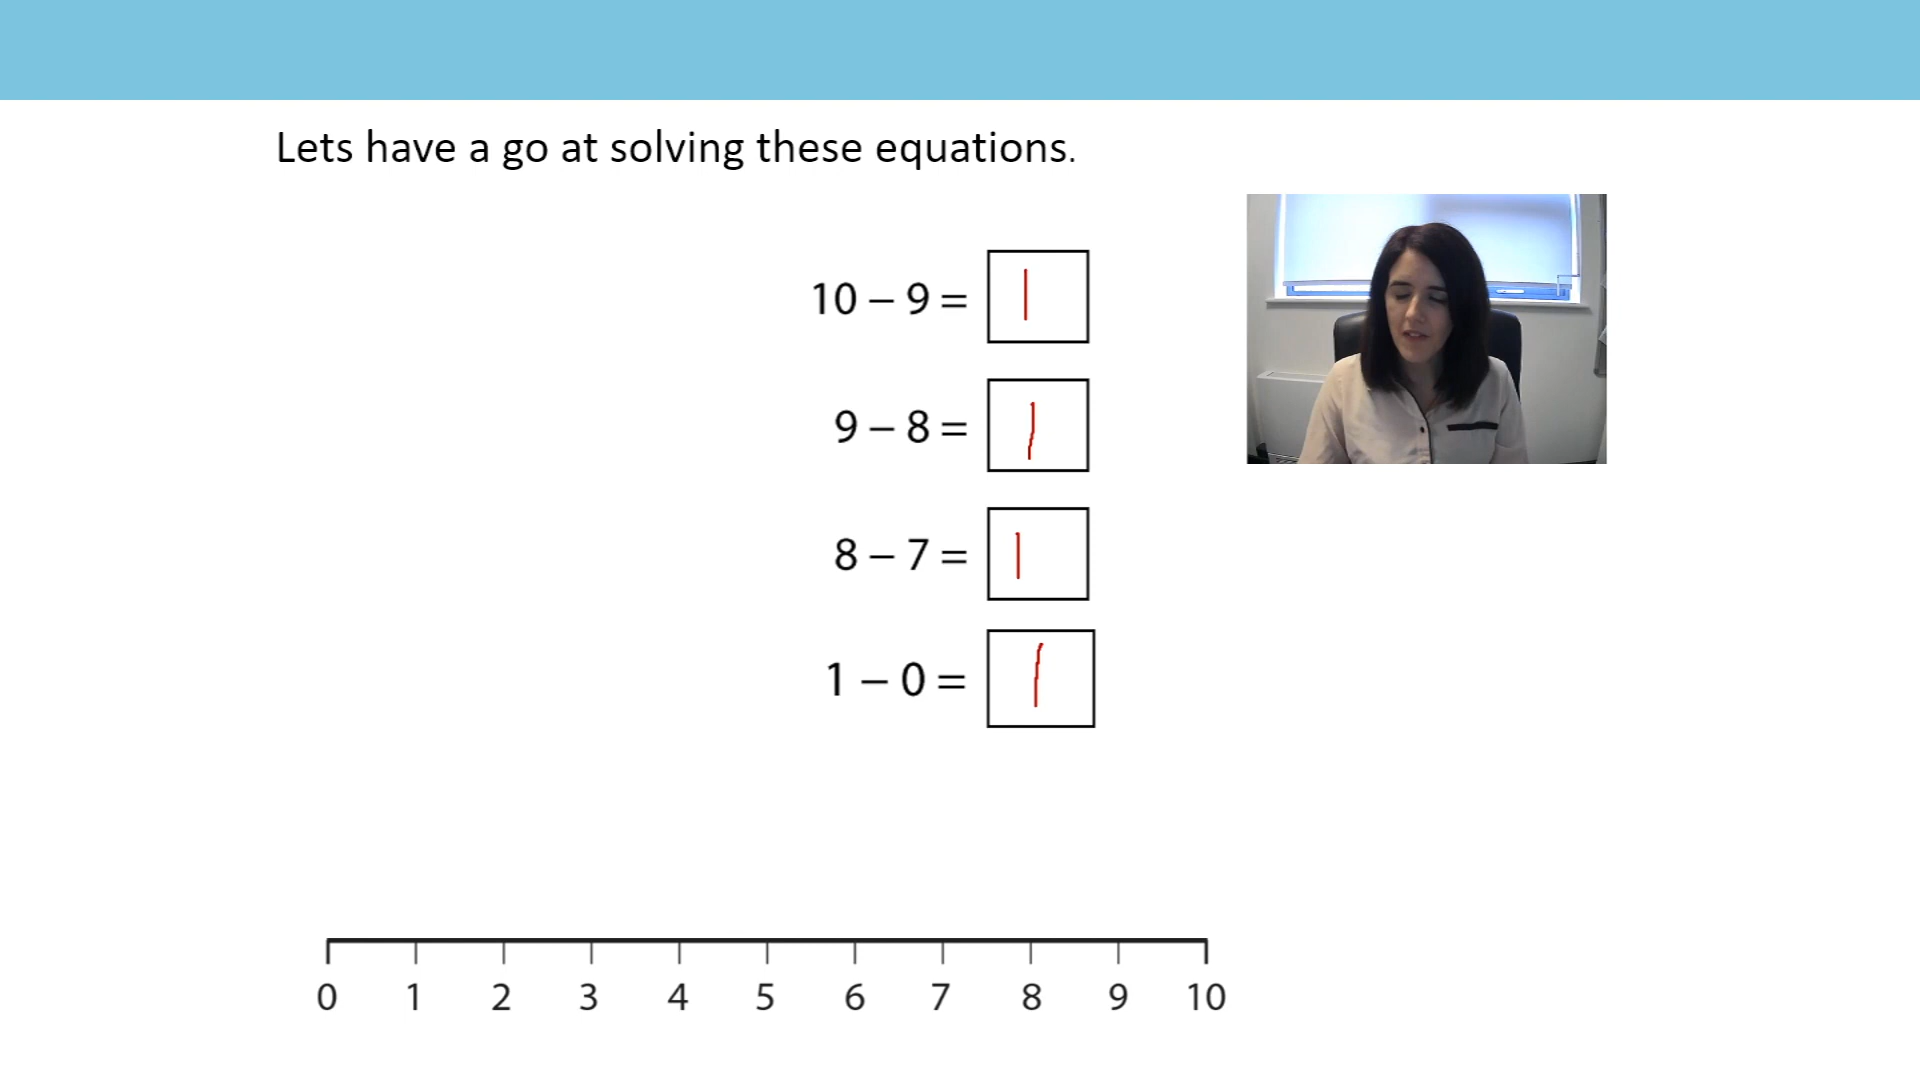 Lets have a go at solving these equations.
10 – 9 = 1
9 – 8 = 1
8 – 7 = 1
1 – 0 = 1
0 1 2 3 4 5 6 7 8 9 10